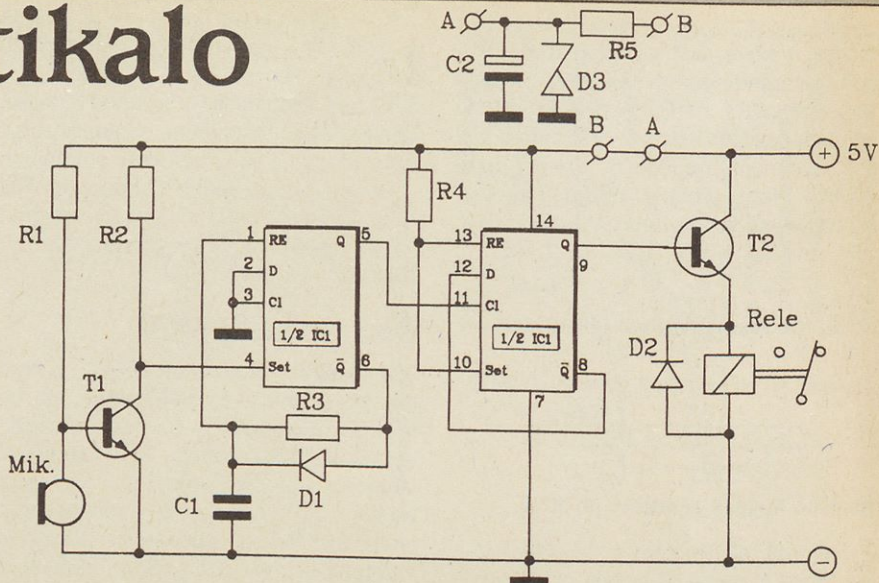 tikalo
A
B
C2
D3
R5
B
A
+ 5V
R1
R2
R4
1
RE
Q
5
2
D
3
Cl
1/2 IC1
4
Set
Q̅
6
14
13
RE
Q
9
12
D
11
Cl
1/2 IC1
10
Set
Q̅
8
7
T2
Rele
D2
T1
R3
Mik.
C1
D1
−